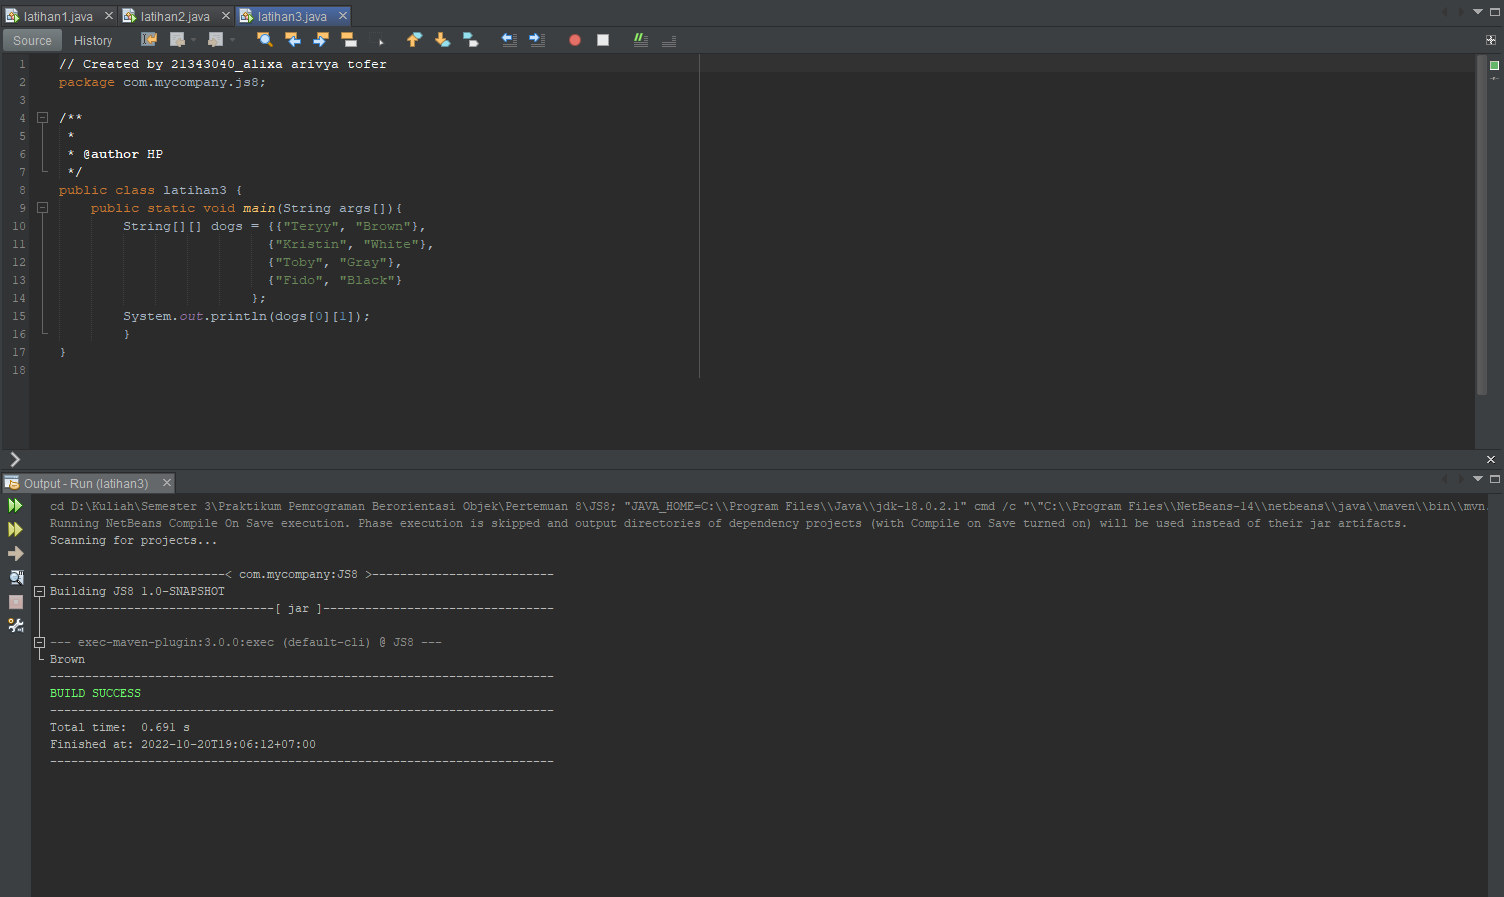 latihan1.java latihan2.java latihan3.java
Source History
1 // Created by 21343040_alixa arivya tofer
2 package com.mycompany.js8;
3
4 /**
5 *
6 * @author HP
7 */
8 public class latihan3 {
9 public static void main(String args[]){
10 String[][] dogs = {{"Teryy", "Brown"},
11 {"Kristin", "White"},
12 {"Toby", "Gray"},
13 {"Fido", "Black"}
14 };
15 System.out.println(dogs[0][1]);
16 }
17 }
18
Output - Run (latihan3)
cd D:\Kuliah\Semester 3\Praktikum Pemrograman Berorientasi Objek\Pertemuan 8\JS8; "JAVA_HOME=C:\\Program Files\\Java\\jdk-18.0.2.1" cmd /c "\"C:\\Program Files\\NetBeans-14\\netbeans\\java\\maven\\bin\\mvn.
Running NetBeans Compile On Save execution. Phase execution is skipped and output directories of dependency projects (with Compile on Save turned on) will be used instead of their jar artifacts.
Scanning for projects...
-------------------------< com.mycompany:JS8 >--------------------------
Building JS8 1.0-SNAPSHOT
--------------------------------[ jar ]---------------------------------
--- exec-maven-plugin:3.0.0:exec (default-cli) @ JS8 ---
Brown
------------------------------------------------------------------------
BUILD SUCCESS
------------------------------------------------------------------------
Total time:  0.691 s
Finished at: 2022-10-20T19:06:12+07:00
------------------------------------------------------------------------